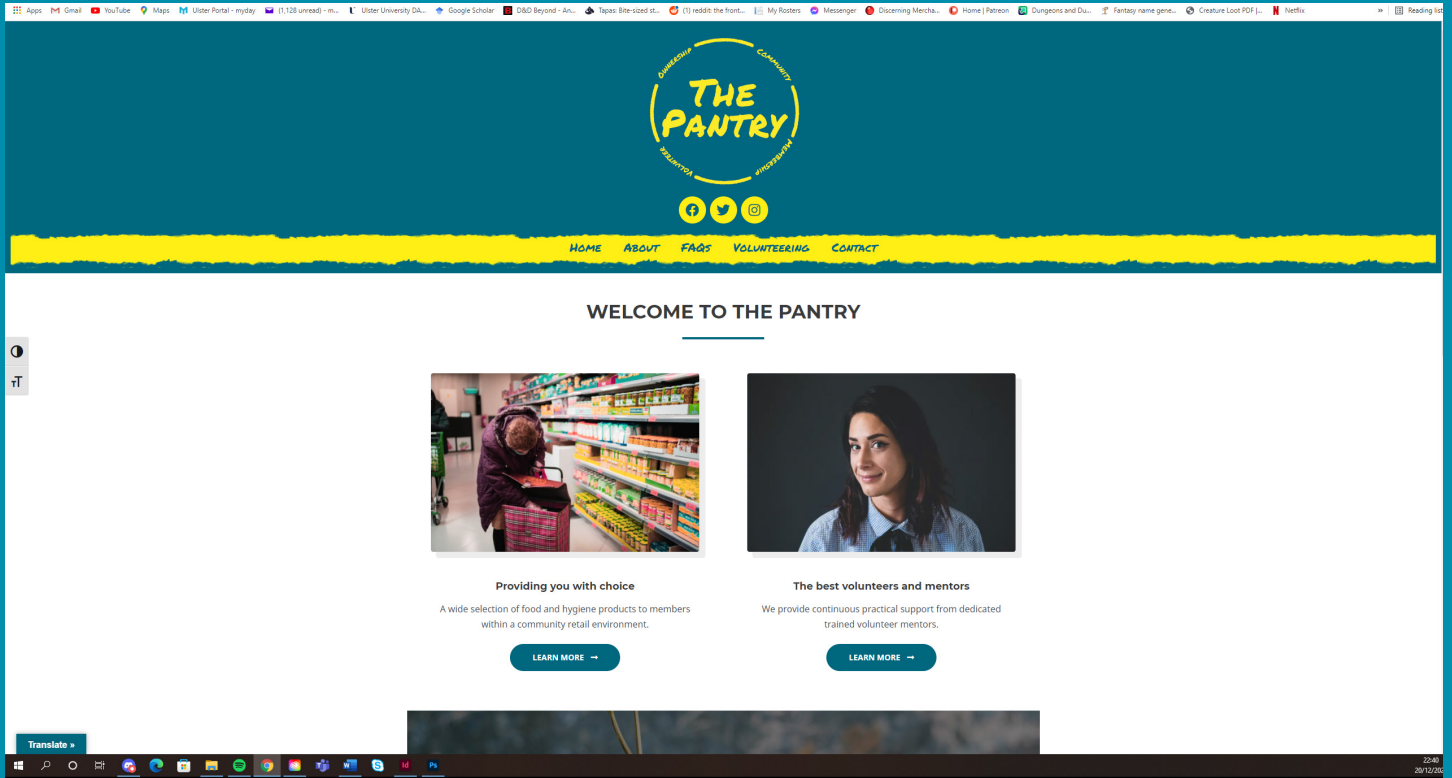 Apps Gmail YouTube Maps Ulster Portal - myday (1,128 unread) - m... Ulster University DA... Google Scholar D&D Beyond - An... Tapas: Bite-sized st... (1) reddit: the front... My Rosters Messenger Discerning Mercha... Home | Patreon Dungeons and Du... Fantasy name gene... Creature Loot PDF |... Netflix » Reading list
OWNERSHIP COMMUNITY
THE
PANTRY
VOLUNTEER MEMBERSHIP
HOME ABOUT FAQS VOLUNTEERING CONTACT
WELCOME TO THE PANTRY
Providing you with choice
A wide selection of food and hygiene products to members
within a community retail environment.
LEARN MORE →
The best volunteers and mentors
We provide continuous practical support from dedicated
trained volunteer mentors.
LEARN MORE →
Translate »
22:40